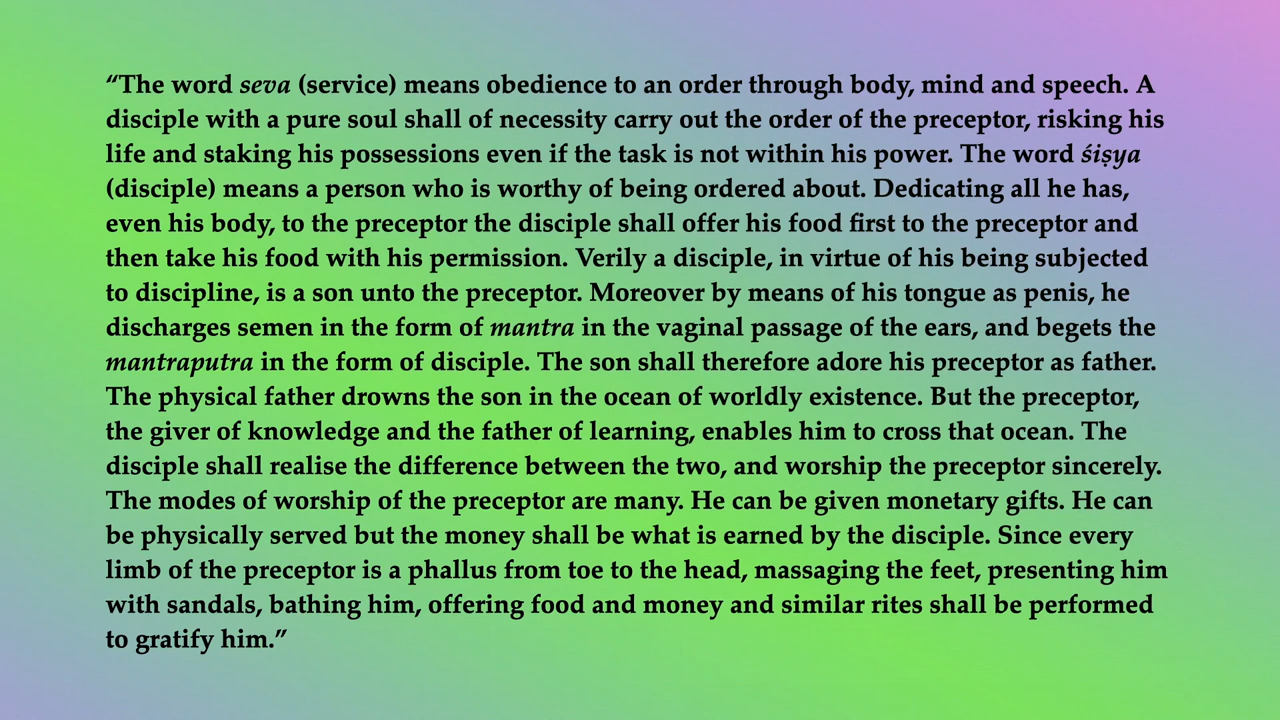 “The word seva (service) means obedience to an order through body, mind and speech. A
disciple with a pure soul shall of necessity carry out the order of the preceptor, risking his
life and staking his possessions even if the task is not within his power. The word śiṣya
(disciple) means a person who is worthy of being ordered about. Dedicating all he has,
even his body, to the preceptor the disciple shall offer his food first to the preceptor and
then take his food with his permission. Verily a disciple, in virtue of his being subjected
to discipline, is a son unto the preceptor. Moreover by means of his tongue as penis, he
discharges semen in the form of mantra in the vaginal passage of the ears, and begets the
mantraputra in the form of disciple. The son shall therefore adore his preceptor as father.
The physical father drowns the son in the ocean of worldly existence. But the preceptor,
the giver of knowledge and the father of learning, enables him to cross that ocean. The
disciple shall realise the difference between the two, and worship the preceptor sincerely.
The modes of worship of the preceptor are many. He can be given monetary gifts. He can
be physically served but the money shall be what is earned by the disciple. Since every
limb of the preceptor is a phallus from toe to the head, massaging the feet, presenting him
with sandals, bathing him, offering food and money and similar rites shall be performed
to gratify him.”